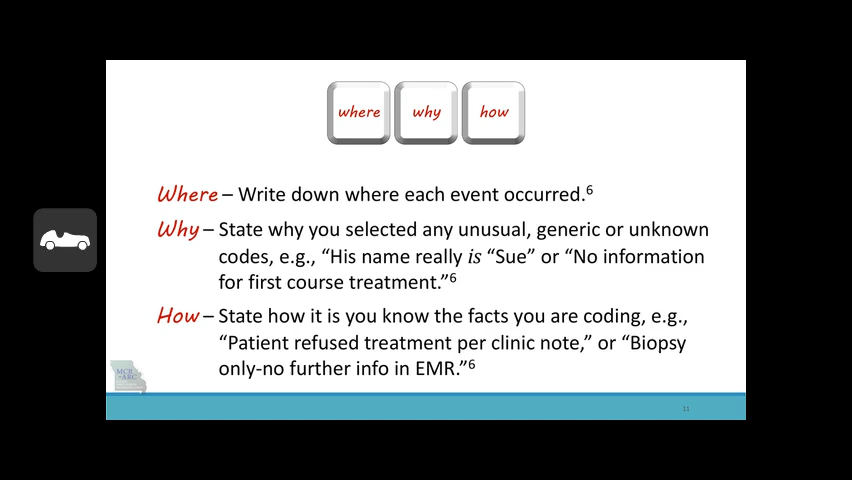 where why how
Where – Write down where each event occurred.6
Why – State why you selected any unusual, generic or unknown
codes, e.g., “His name really is “Sue” or “No information
for first course treatment.”6
How – State how it is you know the facts you are coding, e.g.,
“Patient refused treatment per clinic note,” or “Biopsy
only-no further info in EMR.”6
MCR
-ARC
11